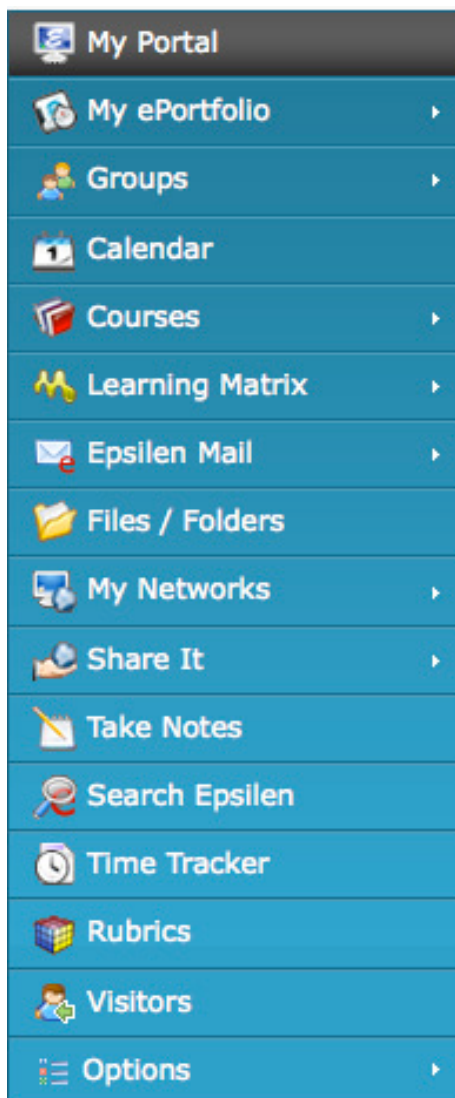 My Portal
My ePortfolio
Groups
Calendar
Courses
Learning Matrix
Epsilen Mail
Files / Folders
My Networks
Share It
Take Notes
Search Epsilen
Time Tracker
Rubrics
Visitors
Options